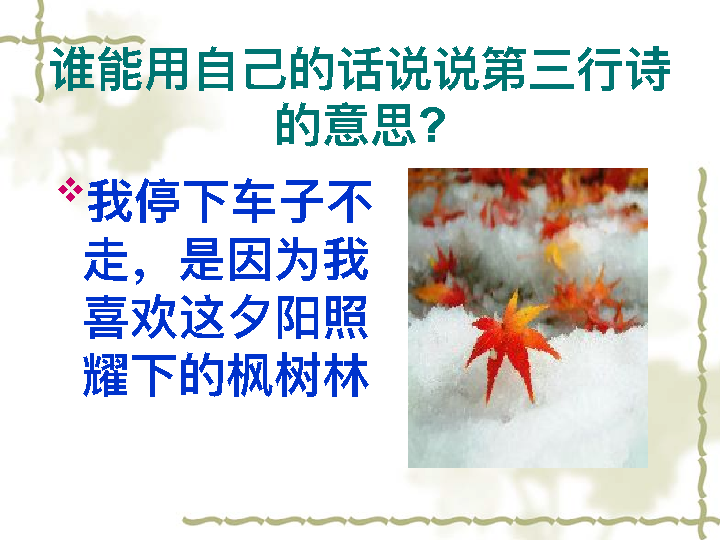 谁能用自己的话说说第三行诗
的意思?
我停下车子不
走，是因为我
喜欢这夕阳照
耀下的枫树林